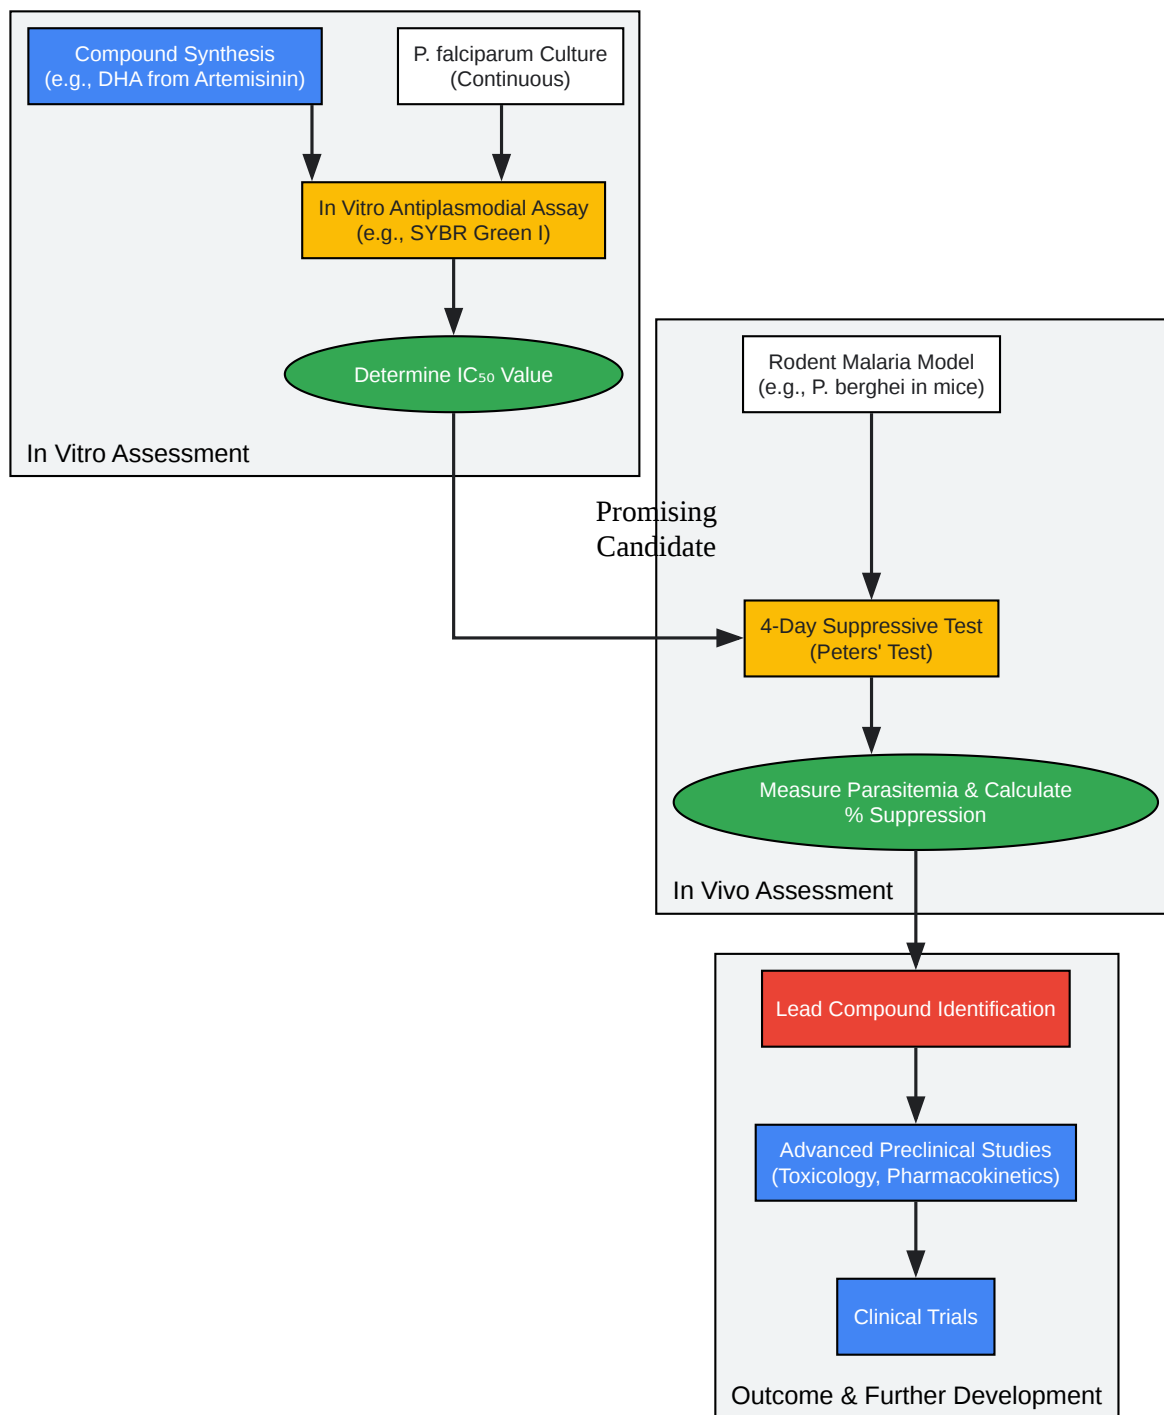 Compound Synthesis
(e.g., DHA from Artemisinin)
P. falciparum Culture
(Continuous)
In Vitro Antiplasmodial Assay
(e.g., SYBR Green I)
Determine IC₅₀ Value
In Vitro Assessment
Rodent Malaria Model
(e.g., P. berghei in mice)
Promising
Candidate
4-Day Suppressive Test
(Peters' Test)
Measure Parasitemia & Calculate
% Suppression
In Vivo Assessment
Lead Compound Identification
Advanced Preclinical Studies
(Toxicology, Pharmacokinetics)
Clinical Trials
Outcome & Further Development